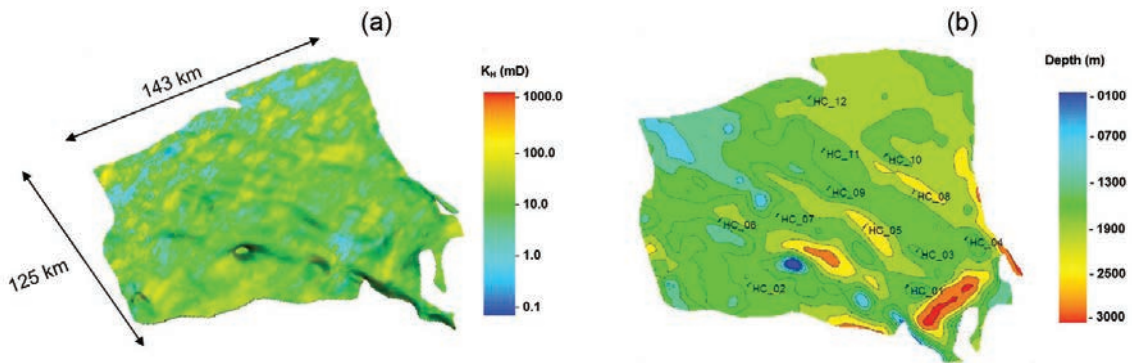 (a)
143 km
125 km
K_H (mD)
1000.0
100.0
10.0
1.0
0.1
(b)
HC_12
HC_11
HC_10
HC_09
HC_08
HC_06
HC_07
HC_05
HC_04
HC_03
HC_02
HC_01
Depth (m)
0100
0700
1300
1900
2500
3000